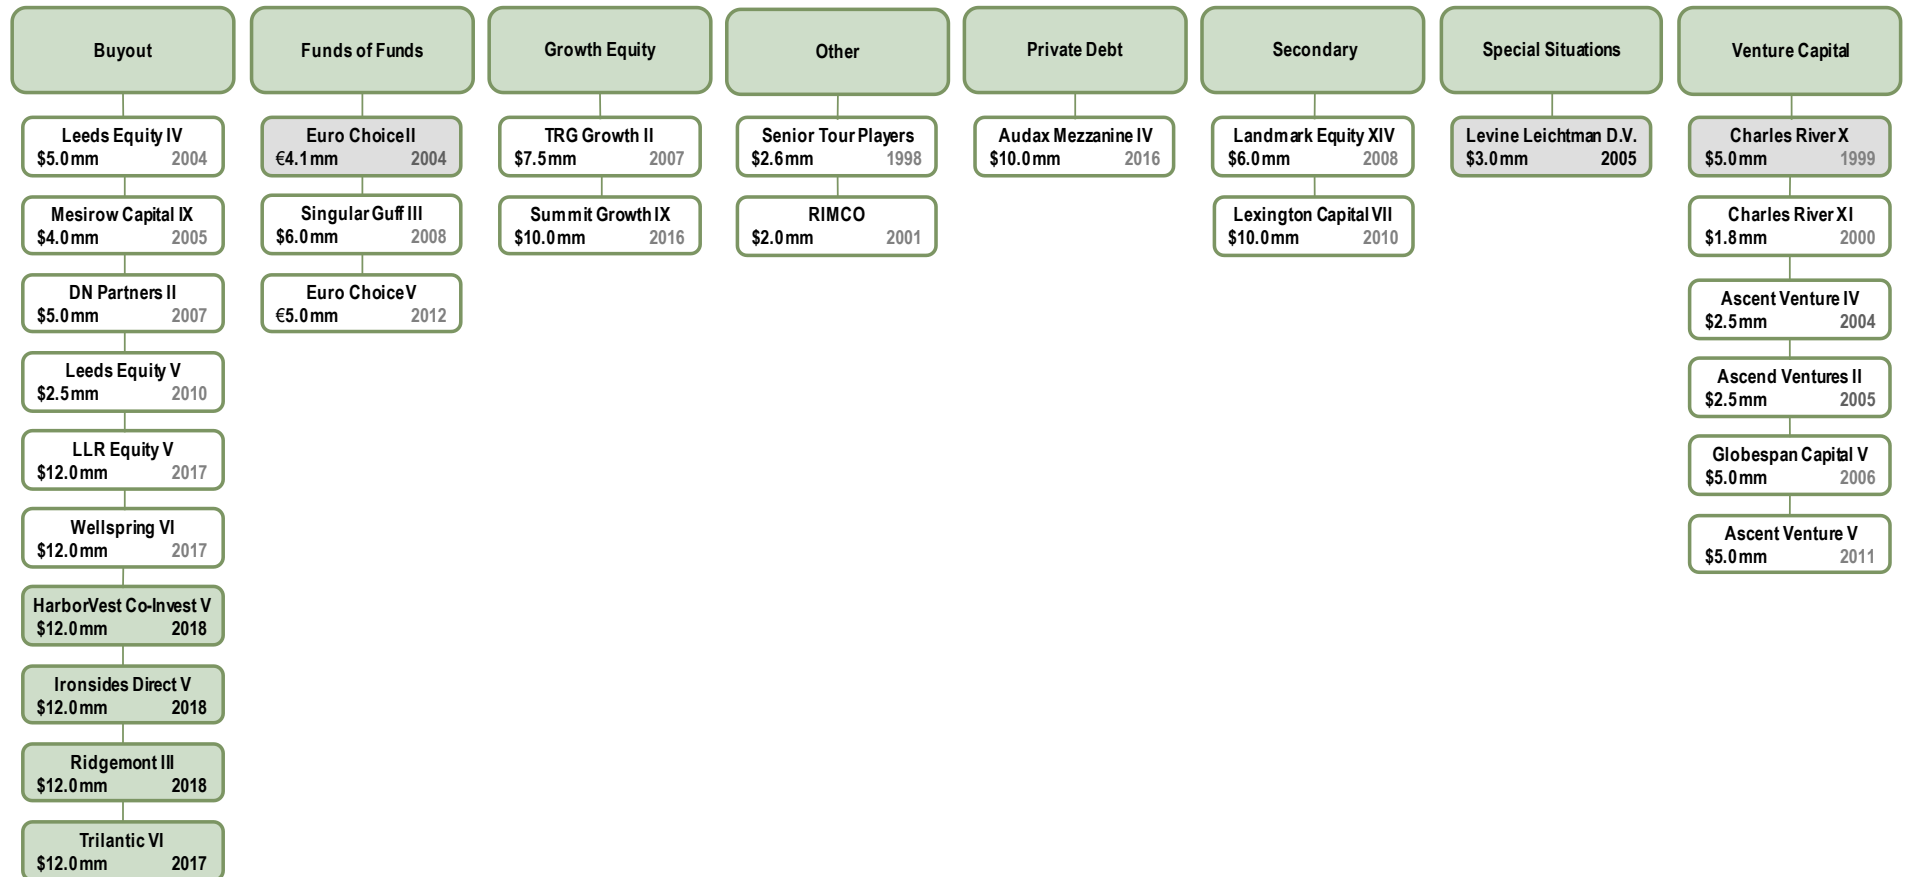 Buyout
Leeds Equity IV
$5.0mm 2004
Mesirow Capital IX
$4.0mm 2005
DN Partners II
$5.0mm 2007
Leeds Equity V
$2.5mm 2010
LLR Equity V
$12.0mm 2017
Wellspring VI
$12.0mm 2017
HarborVest Co-Invest V
$12.0mm 2018
Ironsides Direct V
$12.0mm 2018
Ridgemont III
$12.0mm 2018
Trilantic VI
$12.0mm 2017
Funds of Funds
Euro Choice II
€4.1mm 2004
Singular Guff III
$6.0mm 2008
Euro Choice V
€5.0mm 2012
Growth Equity
TRG Growth II
$7.5mm 2007
Summit Growth IX
$10.0mm 2016
Other
Senior Tour Players
$2.6mm 1998
RIMCO
$2.0mm 2001
Private Debt
Audax Mezzanine IV
$10.0mm 2016
Secondary
Landmark Equity XIV
$6.0mm 2008
Lexington Capital VII
$10.0mm 2010
Special Situations
Levine Leichtman D.V.
$3.0mm 2005
Venture Capital
Charles River X
$5.0mm 1999
Charles River XI
$1.8mm 2000
Ascent Venture IV
$2.5mm 2004
Ascend Ventures II
$2.5mm 2005
Globespan Capital V
$5.0mm 2006
Ascent Venture V
$5.0mm 2011